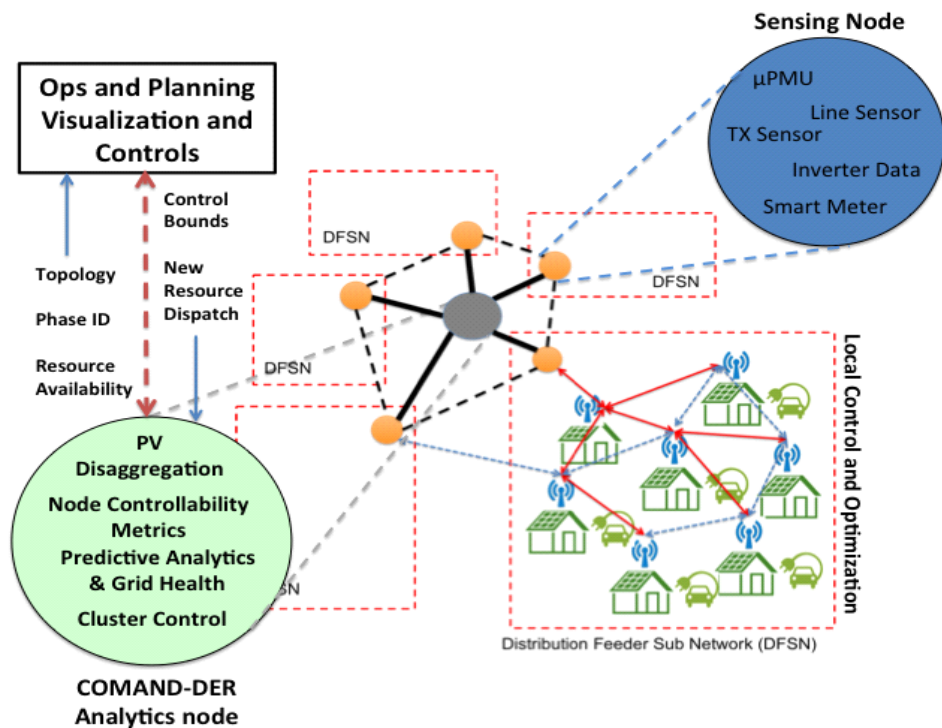 Sensing Node
µPMU
Line Sensor
TX Sensor
Inverter Data
Smart Meter
Ops and Planning
Visualization and
Controls
Control
Bounds
New
Resource
Dispatch
Topology
Phase ID
Resource
Availability
DFSN
DFSN
DFSN
SN
PV
Disaggregation
Node Controllability
Metrics
Predictive Analytics
& Grid Health
Cluster Control
COMAND-DER
Analytics node
Local Control and Optimization
Distribution Feeder Sub Network (DFSN)